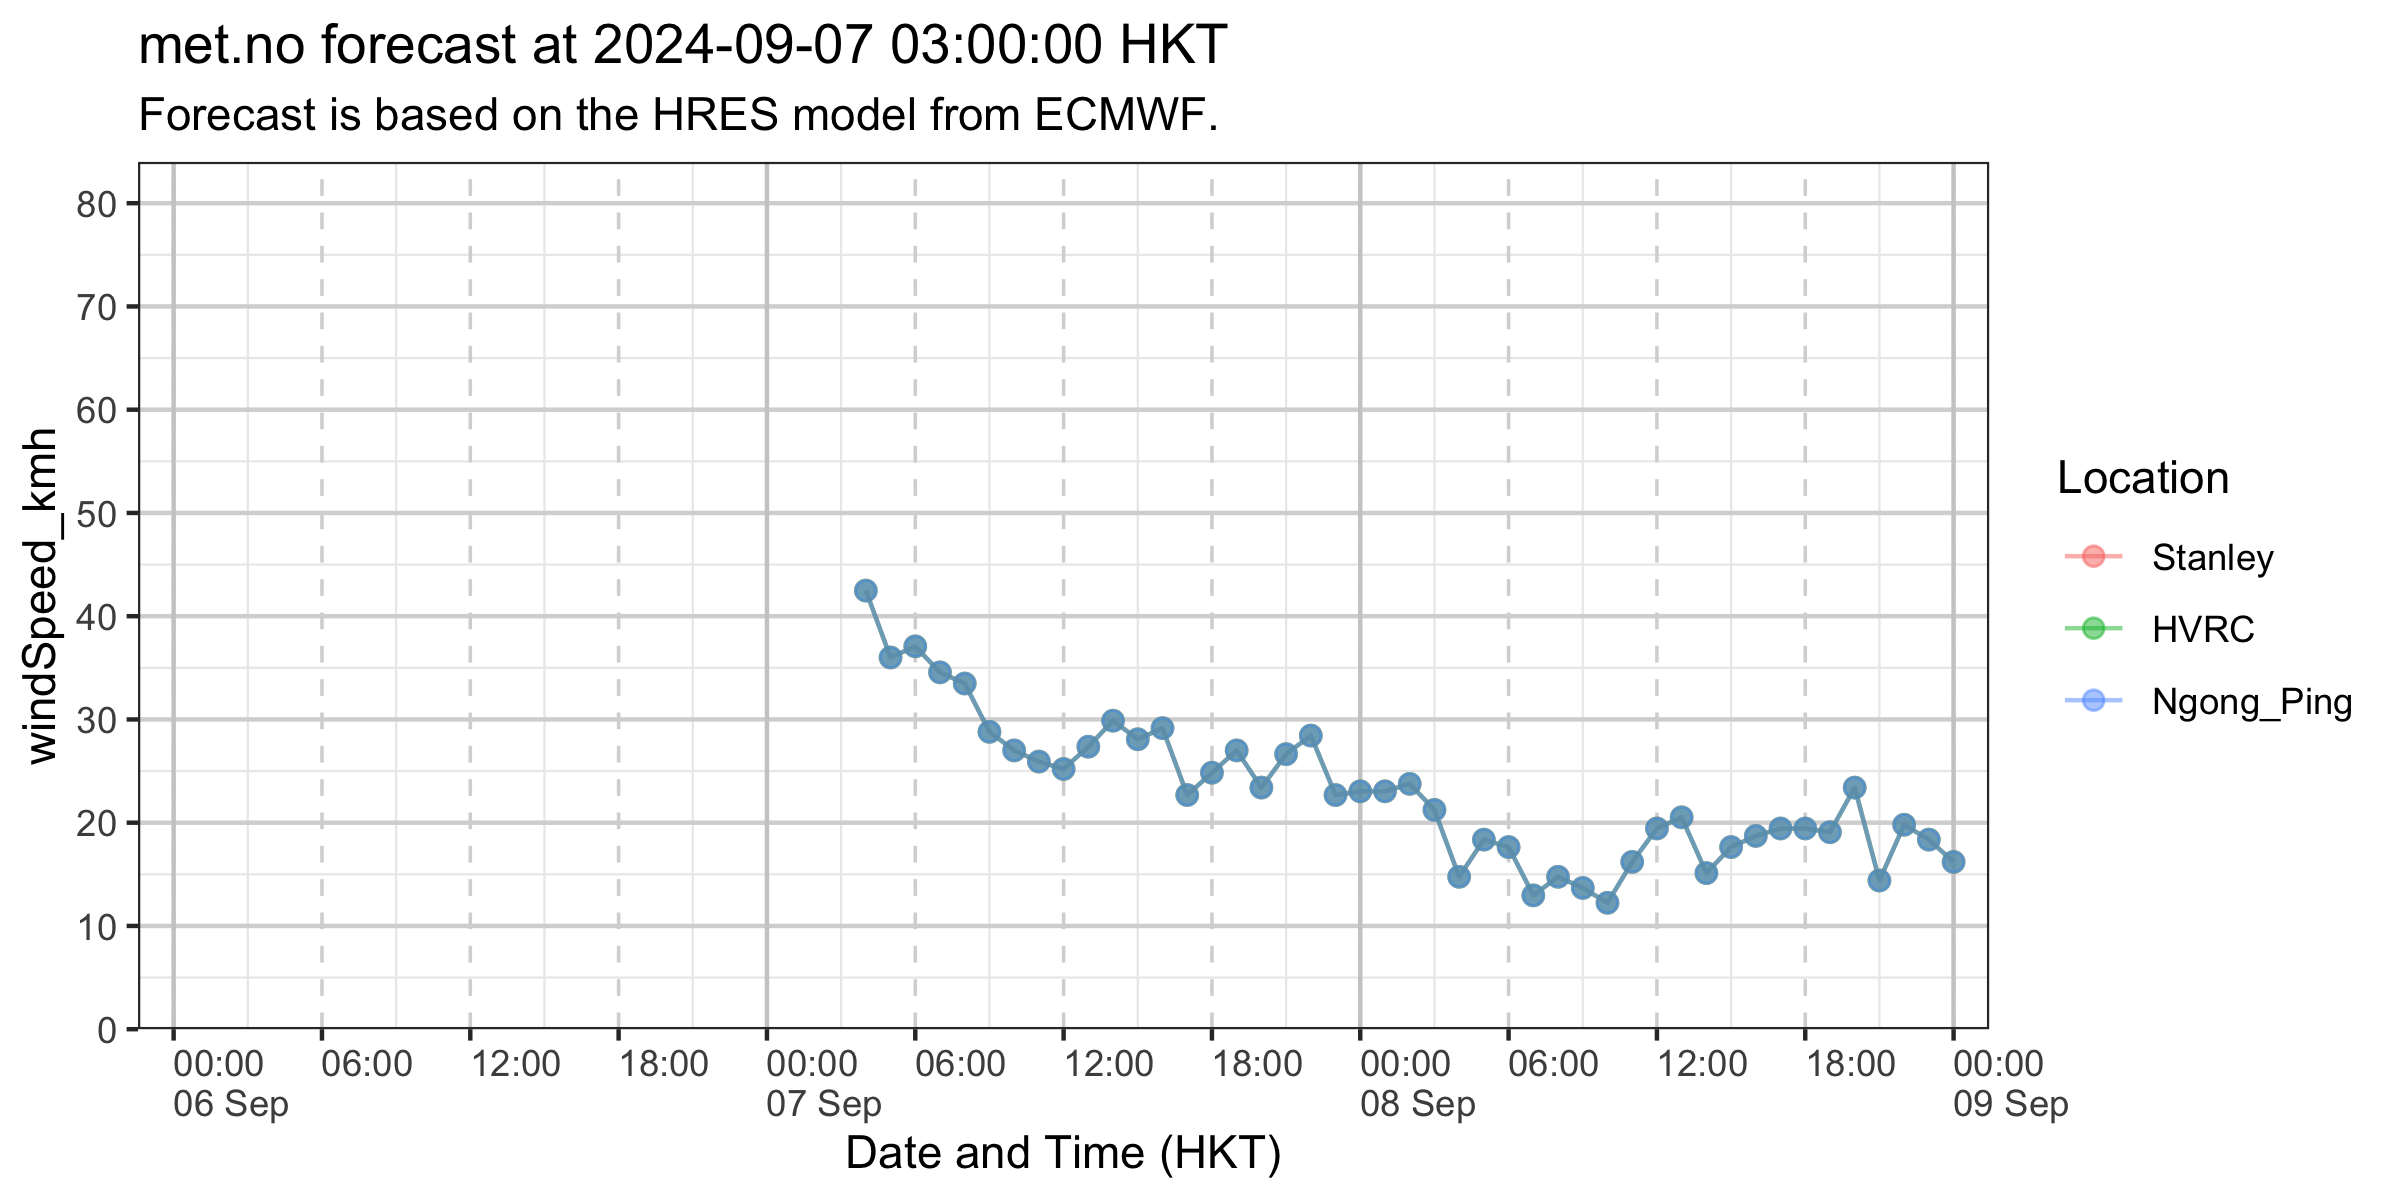 met.no forecast at 2024-09-07 03:00:00 HKT
Forecast is based on the HRES model from ECMWF.
windSpeed_kmh
80
70
60
50
40
30
20
10
0
00:00 06:00 12:00 18:00 00:00 06:00 12:00 18:00 00:00 06:00 12:00 18:00 00:00
06 Sep 07 Sep 08 Sep 09 Sep
Date and Time (HKT)
Location
Stanley
HVRC
Ngong_Ping